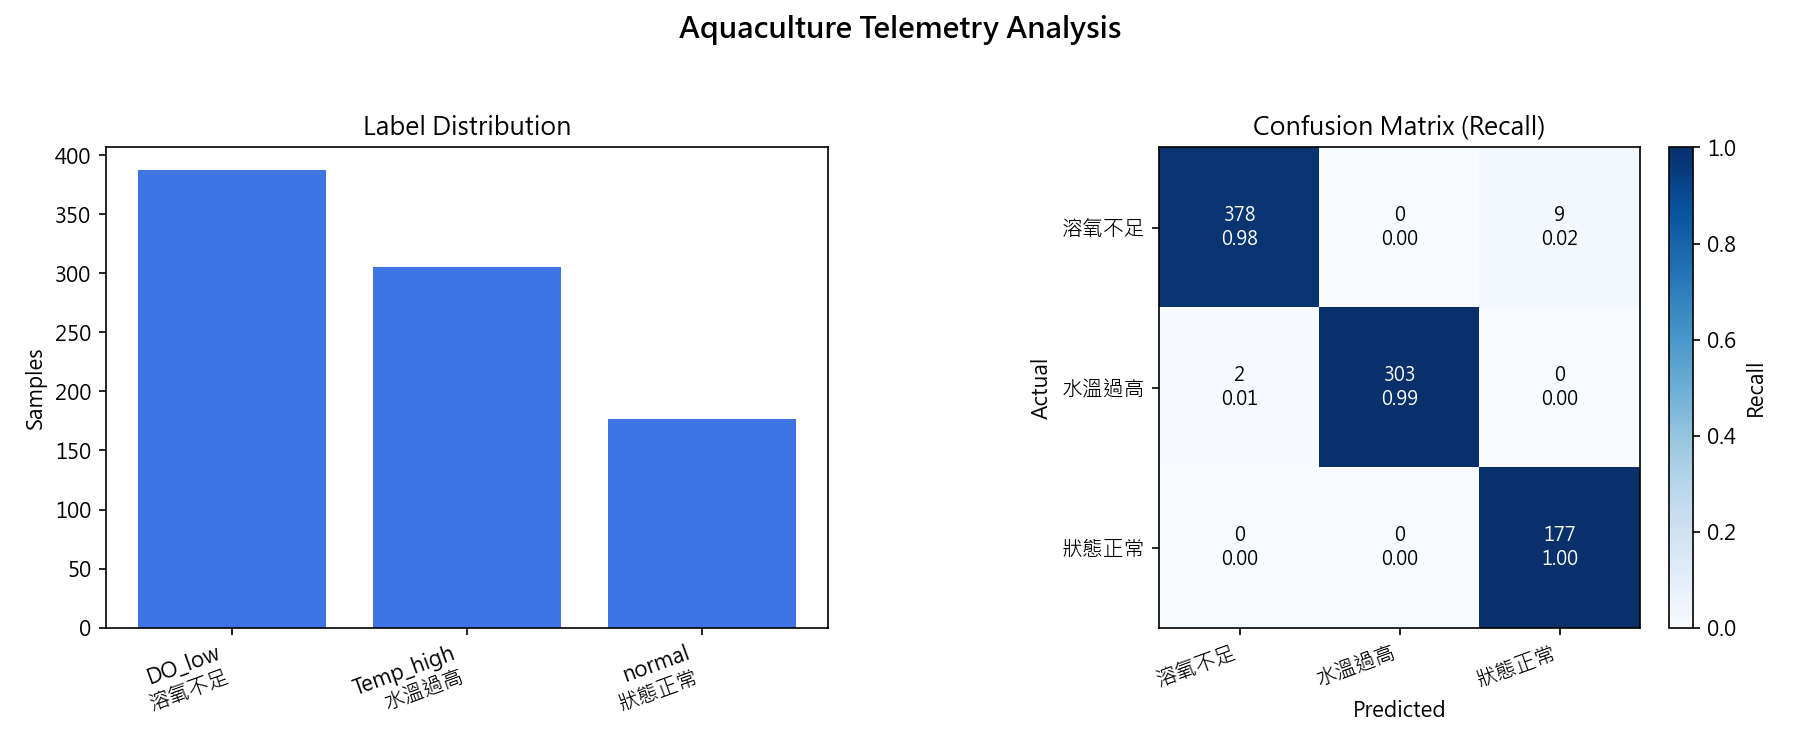 Aquaculture Telemetry Analysis
Label Distribution
400
350
300
250
200
150
100
50
0
Samples
DO_low
溶氧不足
Temp_high
水溫過高
normal
狀態正常
Confusion Matrix (Recall)
Actual
溶氧不足
378
0.98
0
0.00
9
0.02
水溫過高
2
0.01
303
0.99
0
0.00
狀態正常
0
0.00
0
0.00
177
1.00
溶氧不足
水溫過高
狀態正常
Predicted
1.0
0.8
0.6
0.4
0.2
0.0
Recall